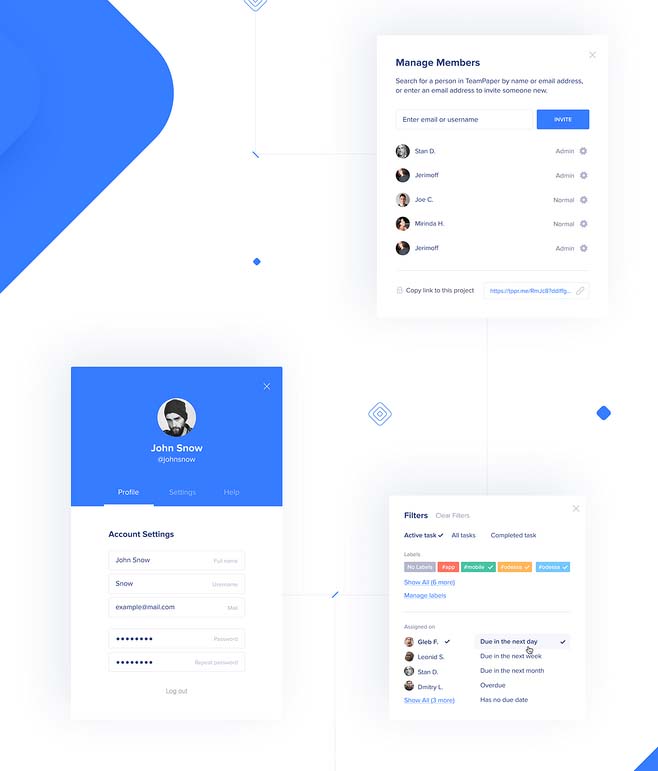 Manage Members
Search for a person in TeamPaper by name or email address,
or enter an email address to invite someone new.
Enter email or username
INVITE
Stan D. Admin
Jerimoff Admin
Joe C. Normal
Mirinda H. Normal
Jerimoff Admin
Copy link to this project
John Snow
@johnsnow
Profile Settings Help
Account Settings
John Snow Full name
Snow Username
example@mail.com Mail
Password
Repeat password
Log out
Filters Clear Filters
Active task All tasks Completed task
Labels
No Labels #app #mobile #odesse #odessa
Show All (6 more)
Manage labels
Assigned on
Gleb F. Due in the next day
Leonid S. Due in the next week
Stan D. Due in the next month
Dmitry L. Overdue
Show All (3 more) Has no due date